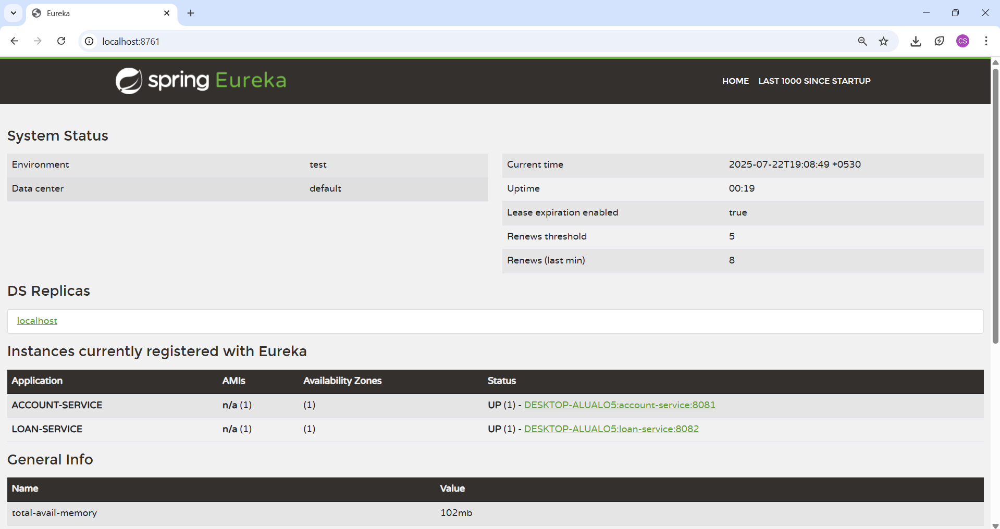 Eureka
localhost:8761
CS
spring Eureka
HOME LAST 1000 SINCE STARTUP
System Status
Environment test
Data center default
Current time 2025-07-22T19:08:49 +0530
Uptime 00:19
Lease expiration enabled true
Renews threshold 5
Renews (last min) 8
DS Replicas
localhost
Instances currently registered with Eureka
Application AMIs Availability Zones Status
ACCOUNT-SERVICE n/a (1) (1) UP (1) - DESKTOP-ALUALO5:account-service:8081
LOAN-SERVICE n/a (1) (1) UP (1) - DESKTOP-ALUALO5:loan-service:8082
General Info
Name Value
total-avail-memory 102mb